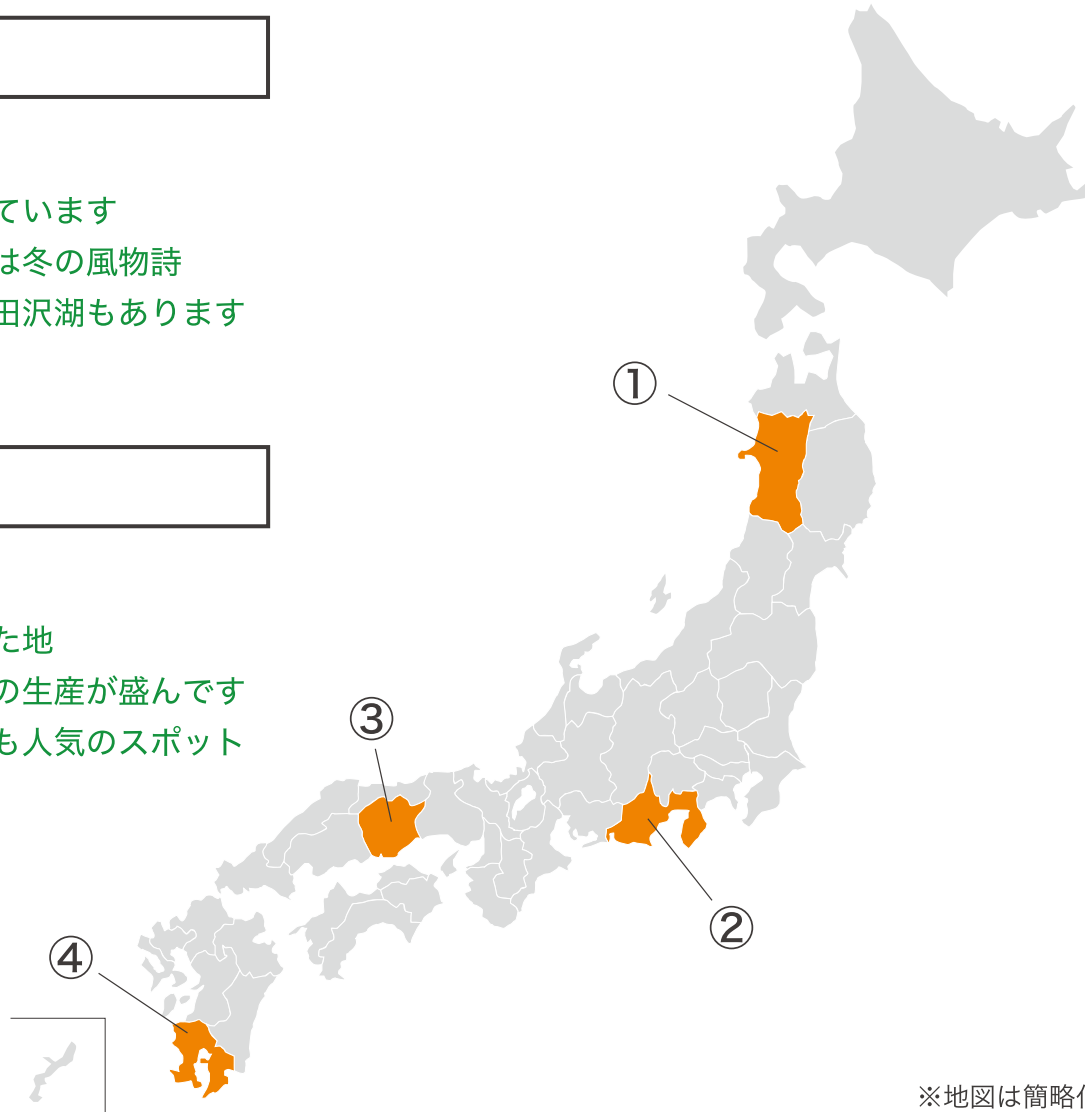 ています
は冬の風物詩
田沢湖もあります
①
た地
の生産が盛んです
も人気のスポット
③
②
④
※地図は簡略化